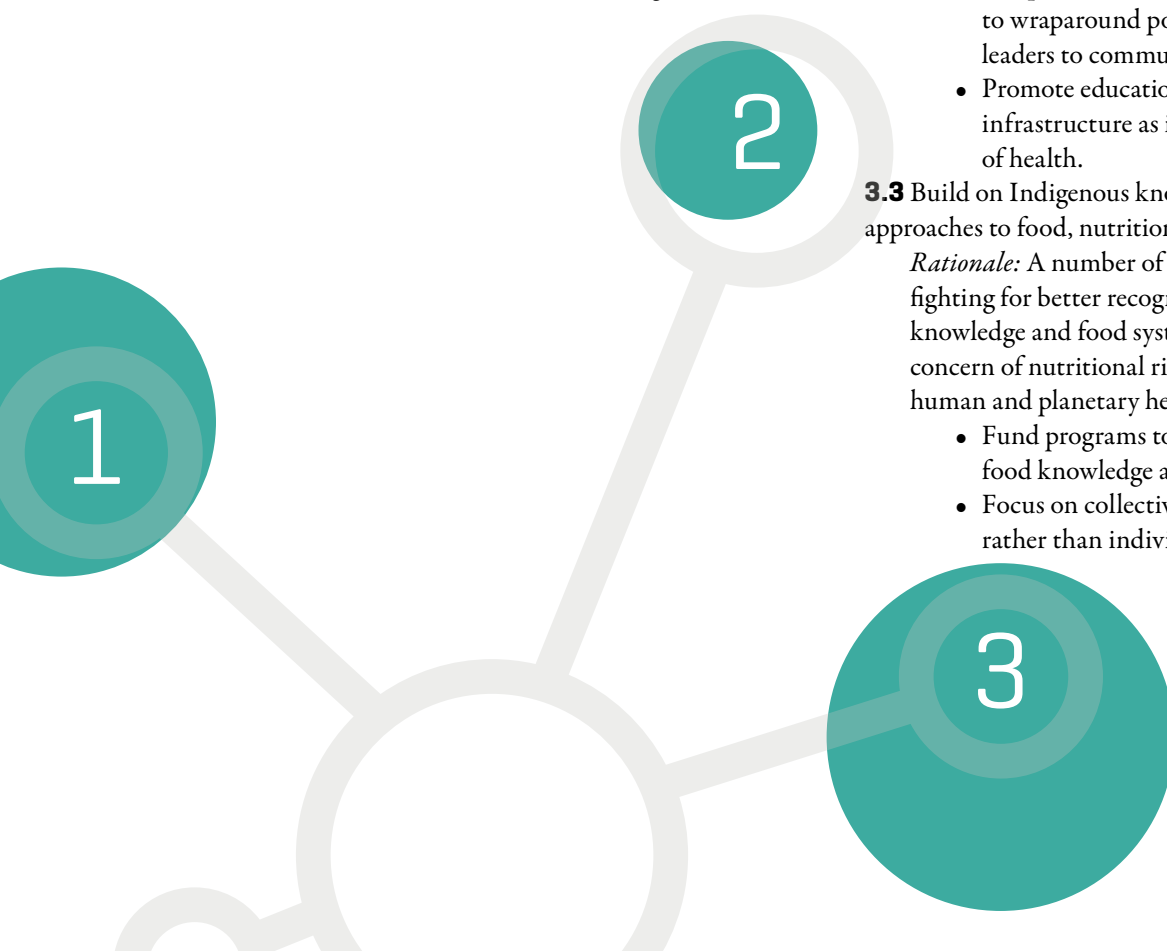 to wraparound po
leaders to commu
• Promote educatio
infrastructure as i
of health.
3.3 Build on Indigenous kno
approaches to food, nutrition
Rationale: A number of
fighting for better recogn
knowledge and food syst
concern of nutritional ri
human and planetary he
• Fund programs to
food knowledge a
• Focus on collectiv
rather than indivi
2
1
3